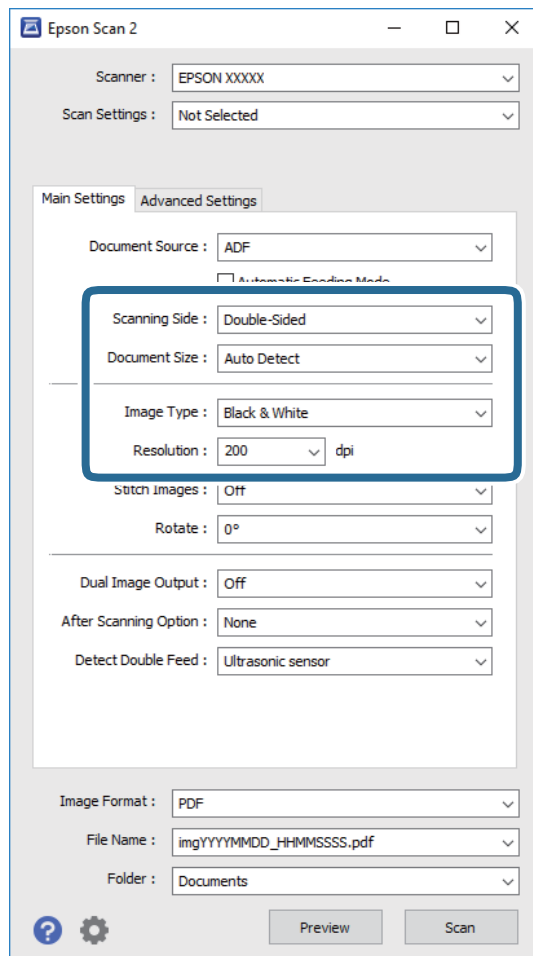 Epson Scan 2
Scanner : EPSON XXXXX
Scan Settings : Not Selected
Main Settings Advanced Settings
Document Source : ADF
Automatic Feeding Mode
Scanning Side : Double-Sided
Document Size : Auto Detect
Image Type : Black & White
Resolution : 200 dpi
Stitch Images : Off
Rotate : 0°
Dual Image Output : Off
After Scanning Option : None
Detect Double Feed : Ultrasonic sensor
Image Format : PDF
File Name : imgYYYYMMDD_HHMMSSSS.pdf
Folder : Documents
? Preview Scan